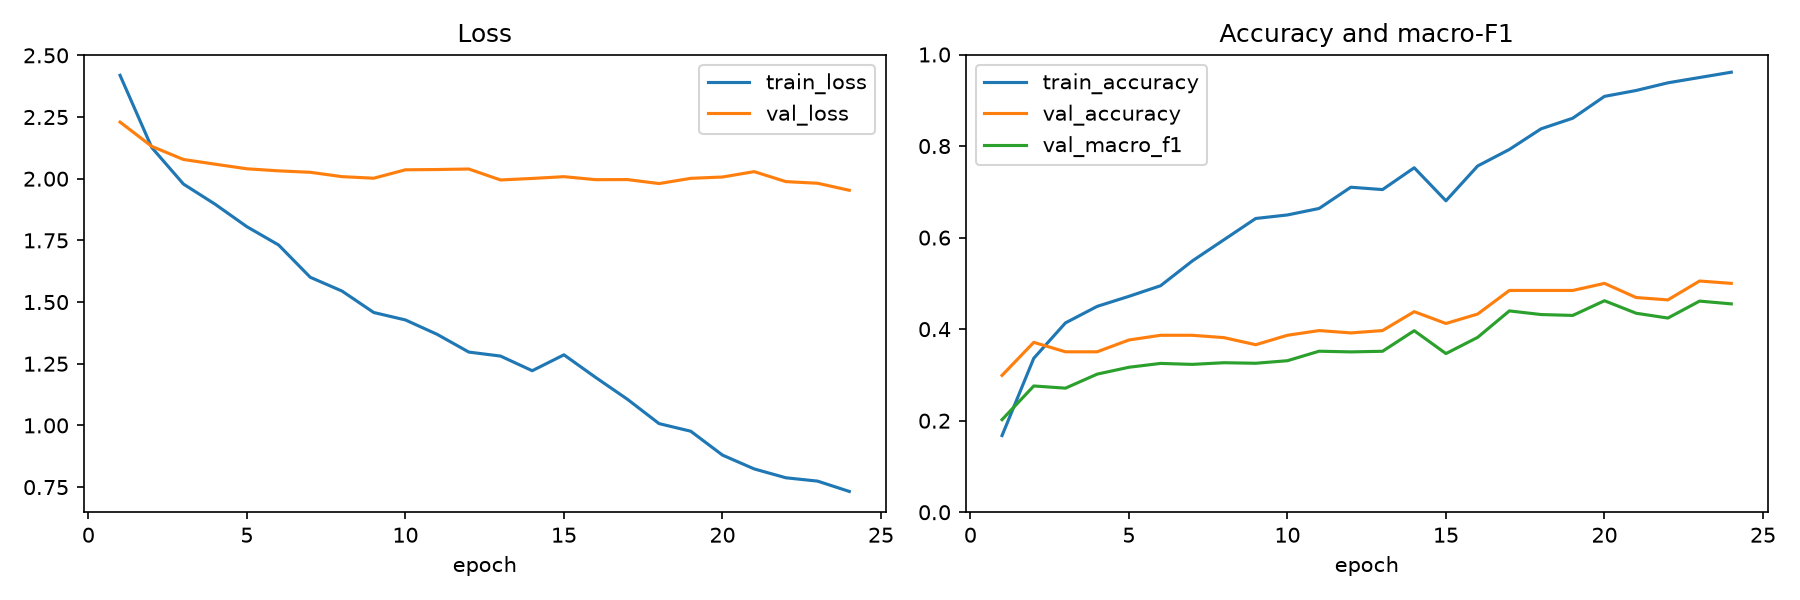 Loss
2.50
2.25
2.00
1.75
1.50
1.25
1.00
0.75
0 5 10 15 20 25
epoch
train_loss
val_loss
Accuracy and macro-F1
1.0
0.8
0.6
0.4
0.2
0.0
0 5 10 15 20 25
epoch
train_accuracy
val_accuracy
val_macro_f1